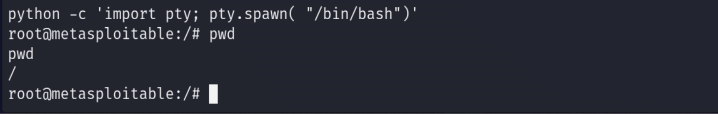 python -c 'import pty; pty.spawn( "/bin/bash")'
root@metasploitable:/# pwd
pwd
/
root@metasploitable:/#